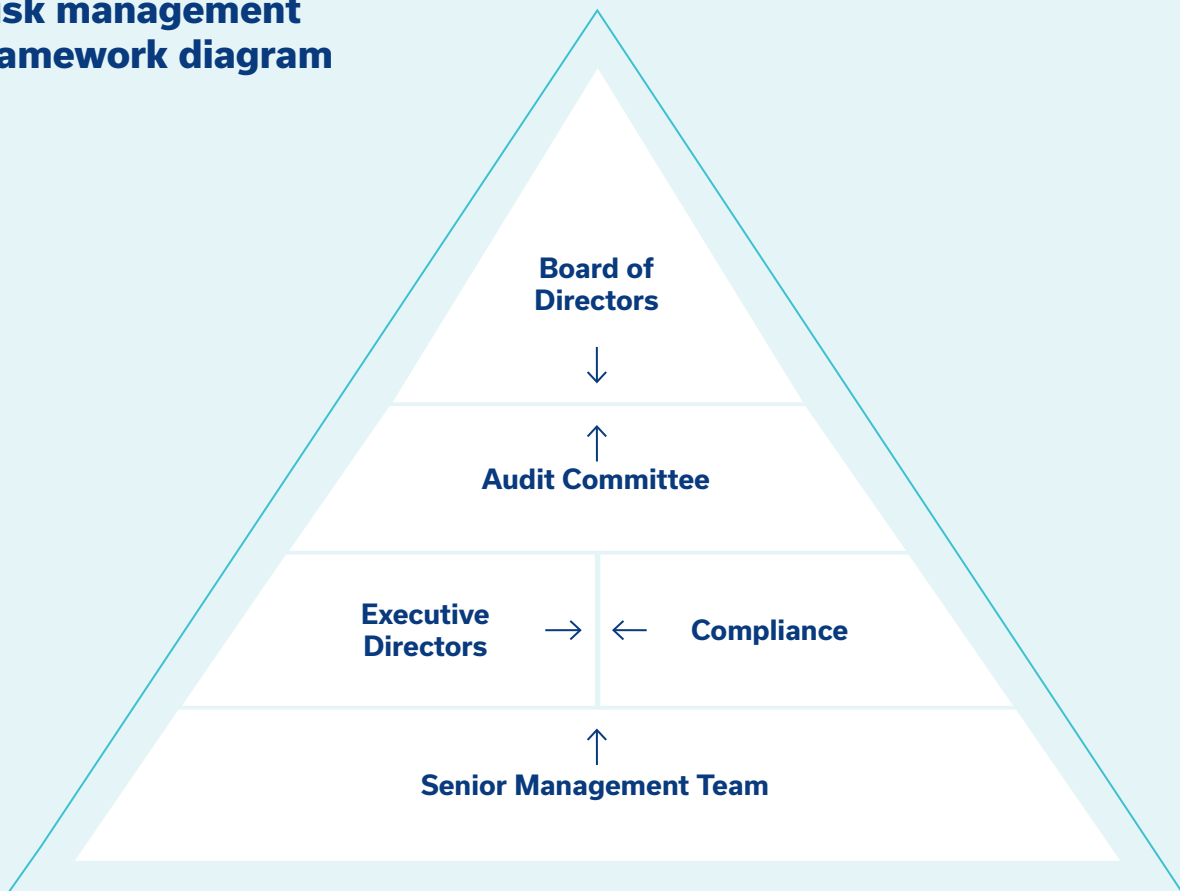 isk management
amework diagram
Board of
Directors
Audit Committee
Executive
Directors
Compliance
Senior Management Team